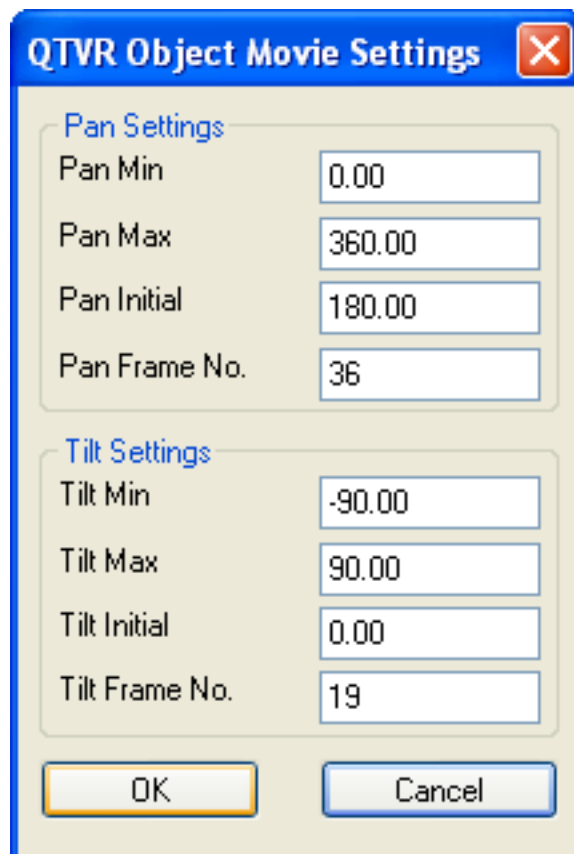 QTVR Object Movie Settings
Pan Settings
Pan Min 0.00
Pan Max 360.00
Pan Initial 180.00
Pan Frame No. 36
Tilt Settings
Tilt Min -90.00
Tilt Max 90.00
Tilt Initial 0.00
Tilt Frame No. 19
OK Cancel